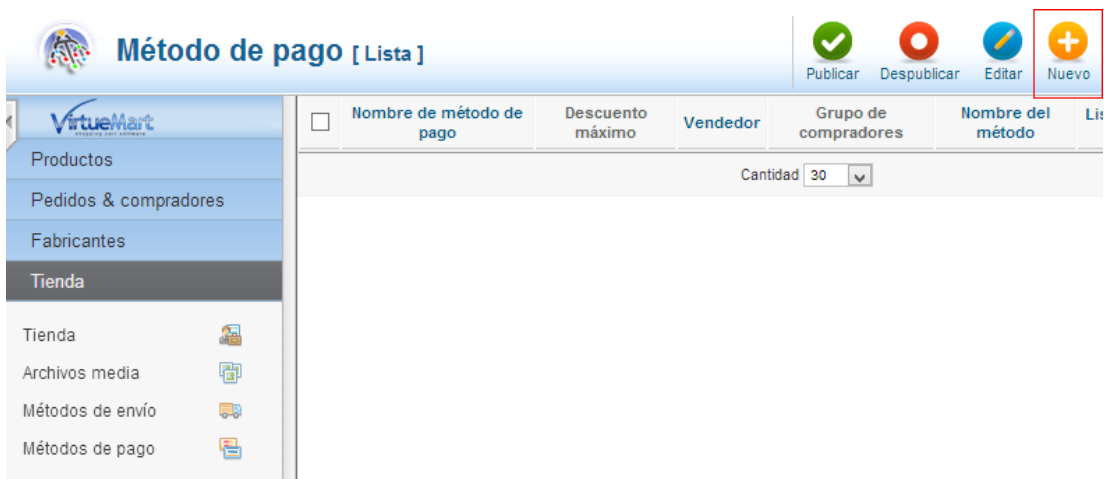 Método de pago [ Lista ]
Publicar Despublicar Editar Nuevo
VirtueMart
Nombre de método de pago
Descuento máximo
Vendedor
Grupo de compradores
Nombre del método
Lis
Productos
Cantidad 30
Pedidos & compradores
Fabricantes
Tienda
Tienda
Archivos media
Métodos de envío
Métodos de pago